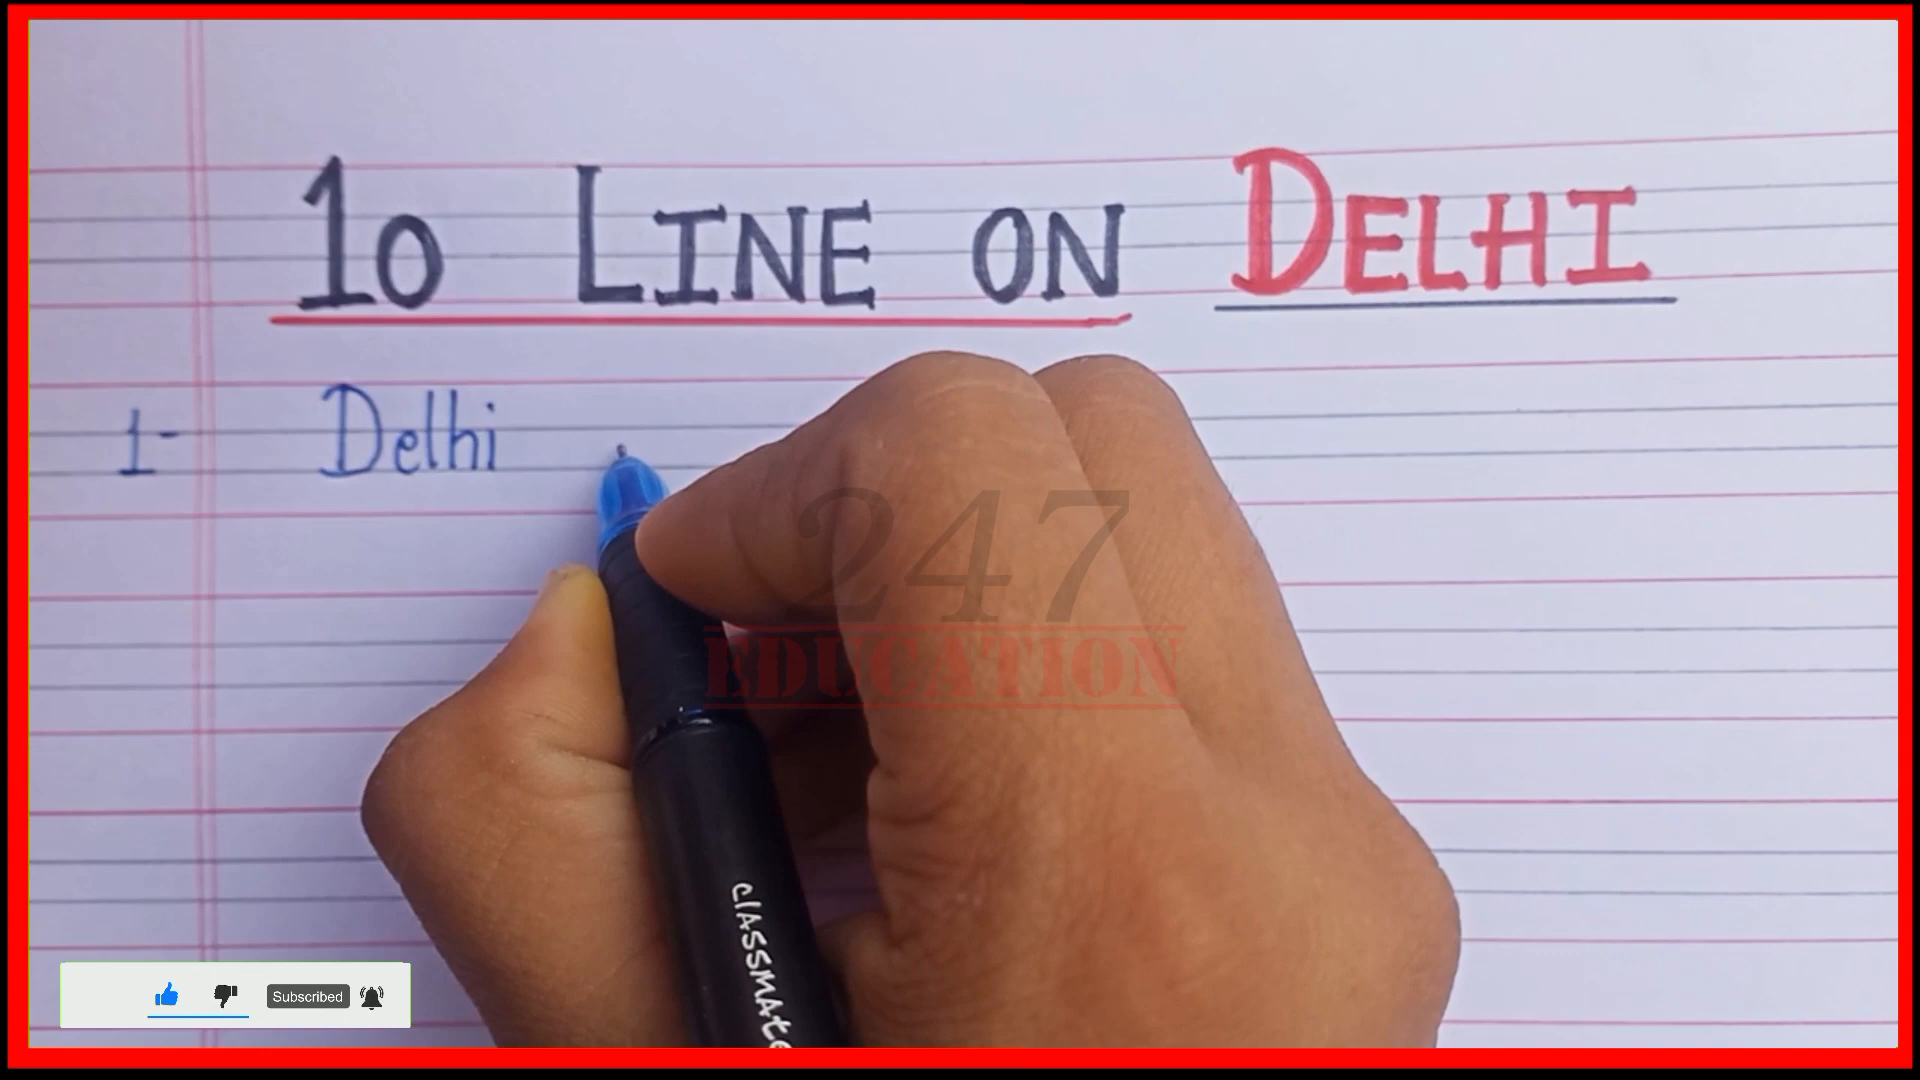 10 LINE ON DELHI
1- Delhi
247
EDUCATION
classmate
Subscribed